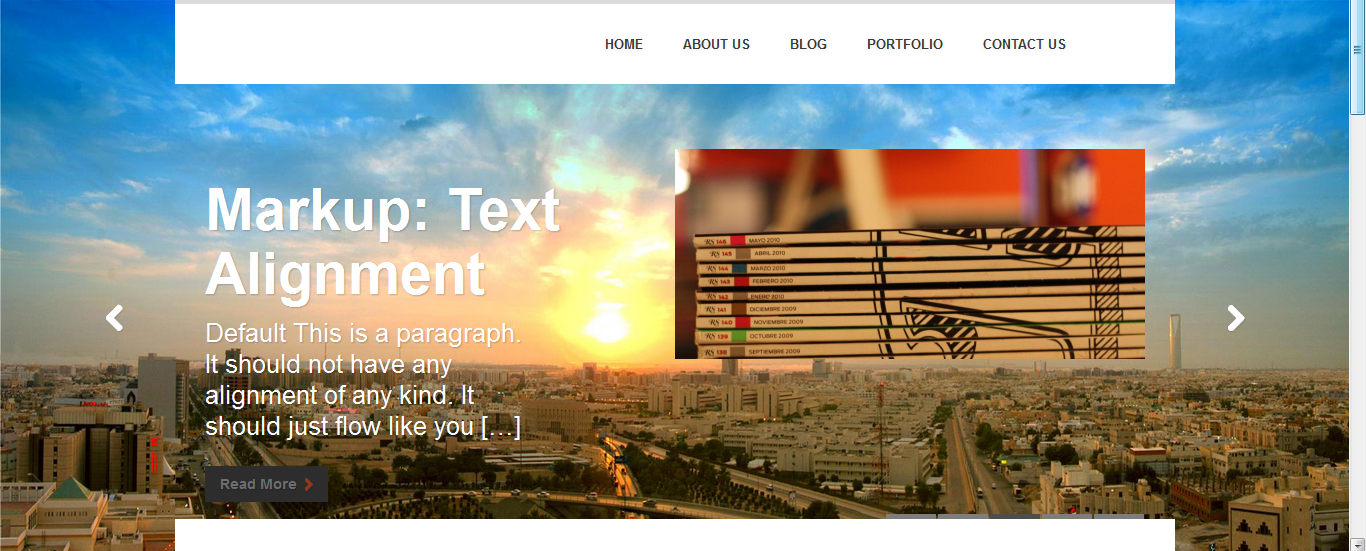 HOME ABOUT US BLOG PORTFOLIO CONTACT US
Markup: Text
Alignment
Default This is a paragraph.
It should not have any
alignment of any kind. It
should just flow like you […]
Read More
RS 146 MAYO 2010
RS 145 ABRIL 2010
RS 144 MARZO 2010
RS 143 FEBRERO 2010
RS 142 ENERO 2010
RS 141 DICIEMBRE 2009
RS 140 NOVIEMBRE 2009
RS 139 OCTUBRE 2009
RS 138 SEPTIEMBRE 2009